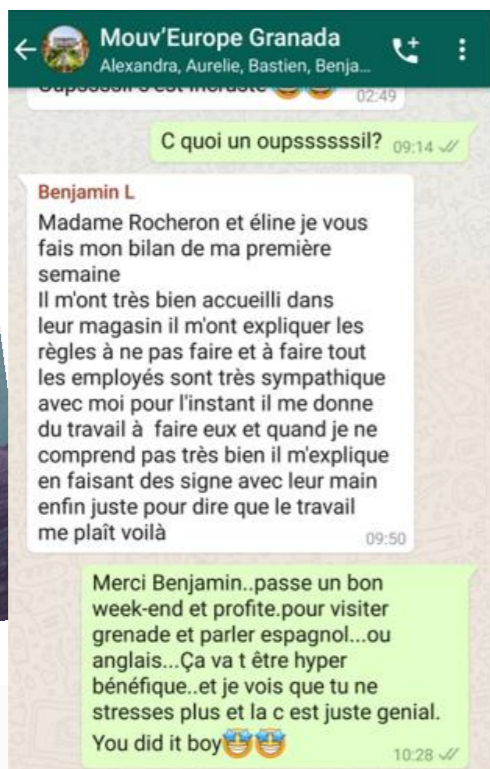 Mouv'Europe Granada
Alexandra, Aurelie, Bastien, Benja...
02:49
C quoi un oupssssssil? 09:14
Benjamin L
Madame Rocheron et éline je vous
fais mon bilan de ma première
semaine
Il m'ont très bien accueilli dans
leur magasin il m'ont expliquer les
règles à ne pas faire et à faire tout
les employés sont très sympathique
avec moi pour l'instant il me donne
du travail à faire eux et quand je ne
comprend pas très bien il m'explique
en faisant des signe avec leur main
enfin juste pour dire que le travail
me plaît voilà 09:50
Merci Benjamin..passe un bon
week-end et profite.pour visiter
grenade et parler espagnol...ou
anglais...Ça va t être hyper
bénéfique..et je vois que tu ne
stresses plus et la c est juste genial.
You did it boy🤩🤩
10:28